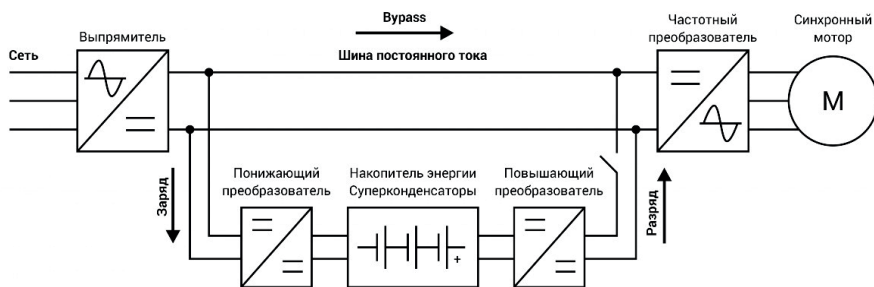 Bypass
Сеть
Выпрямитель
Шина постоянного тока
Частотный
преобразователь
Синхронный
мотор
M
Заряд
Понижающий
преобразователь
Накопитель энергии
Суперконденсаторы
+
Повышающий
преобразователь
Разряд